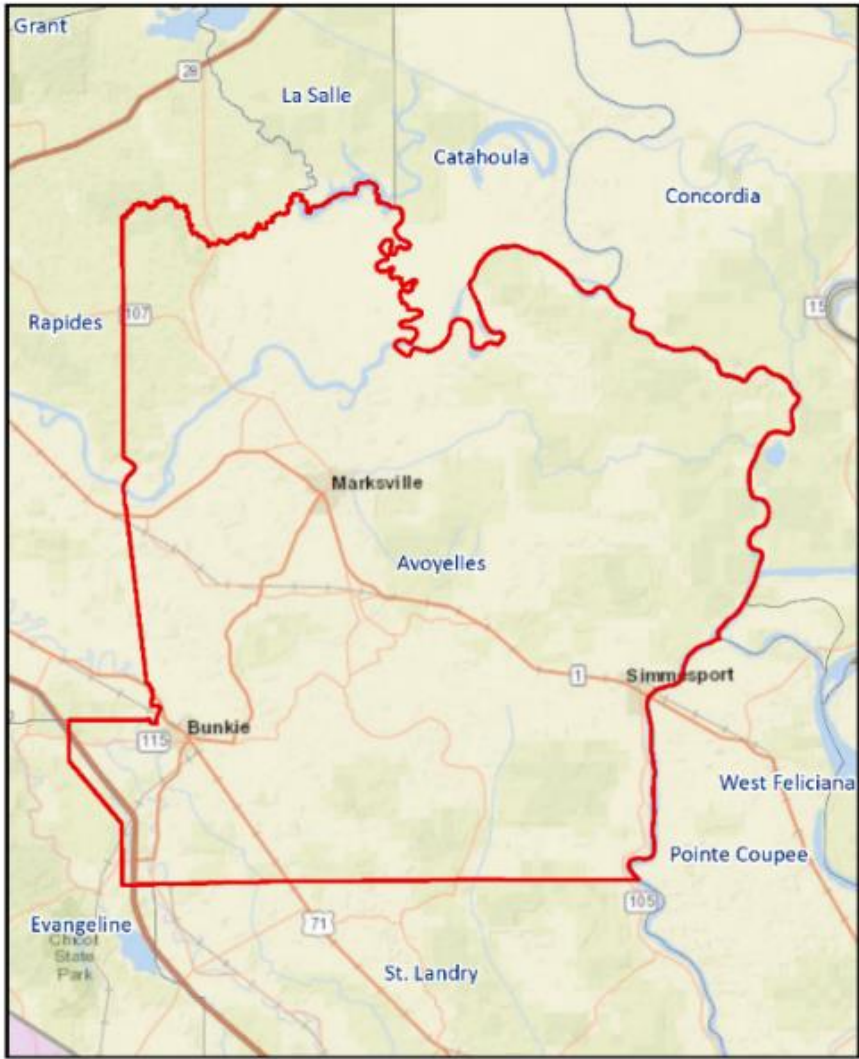 Grant
28
La Salle
Catahoula
Concordia
15
Rapides
107
Marksville
Avoyelles
1
Simmesport
Bunkie
115
West Feliciana
Pointe Coupee
105
Evangeline
71
Chicot
State
Park
St. Landry